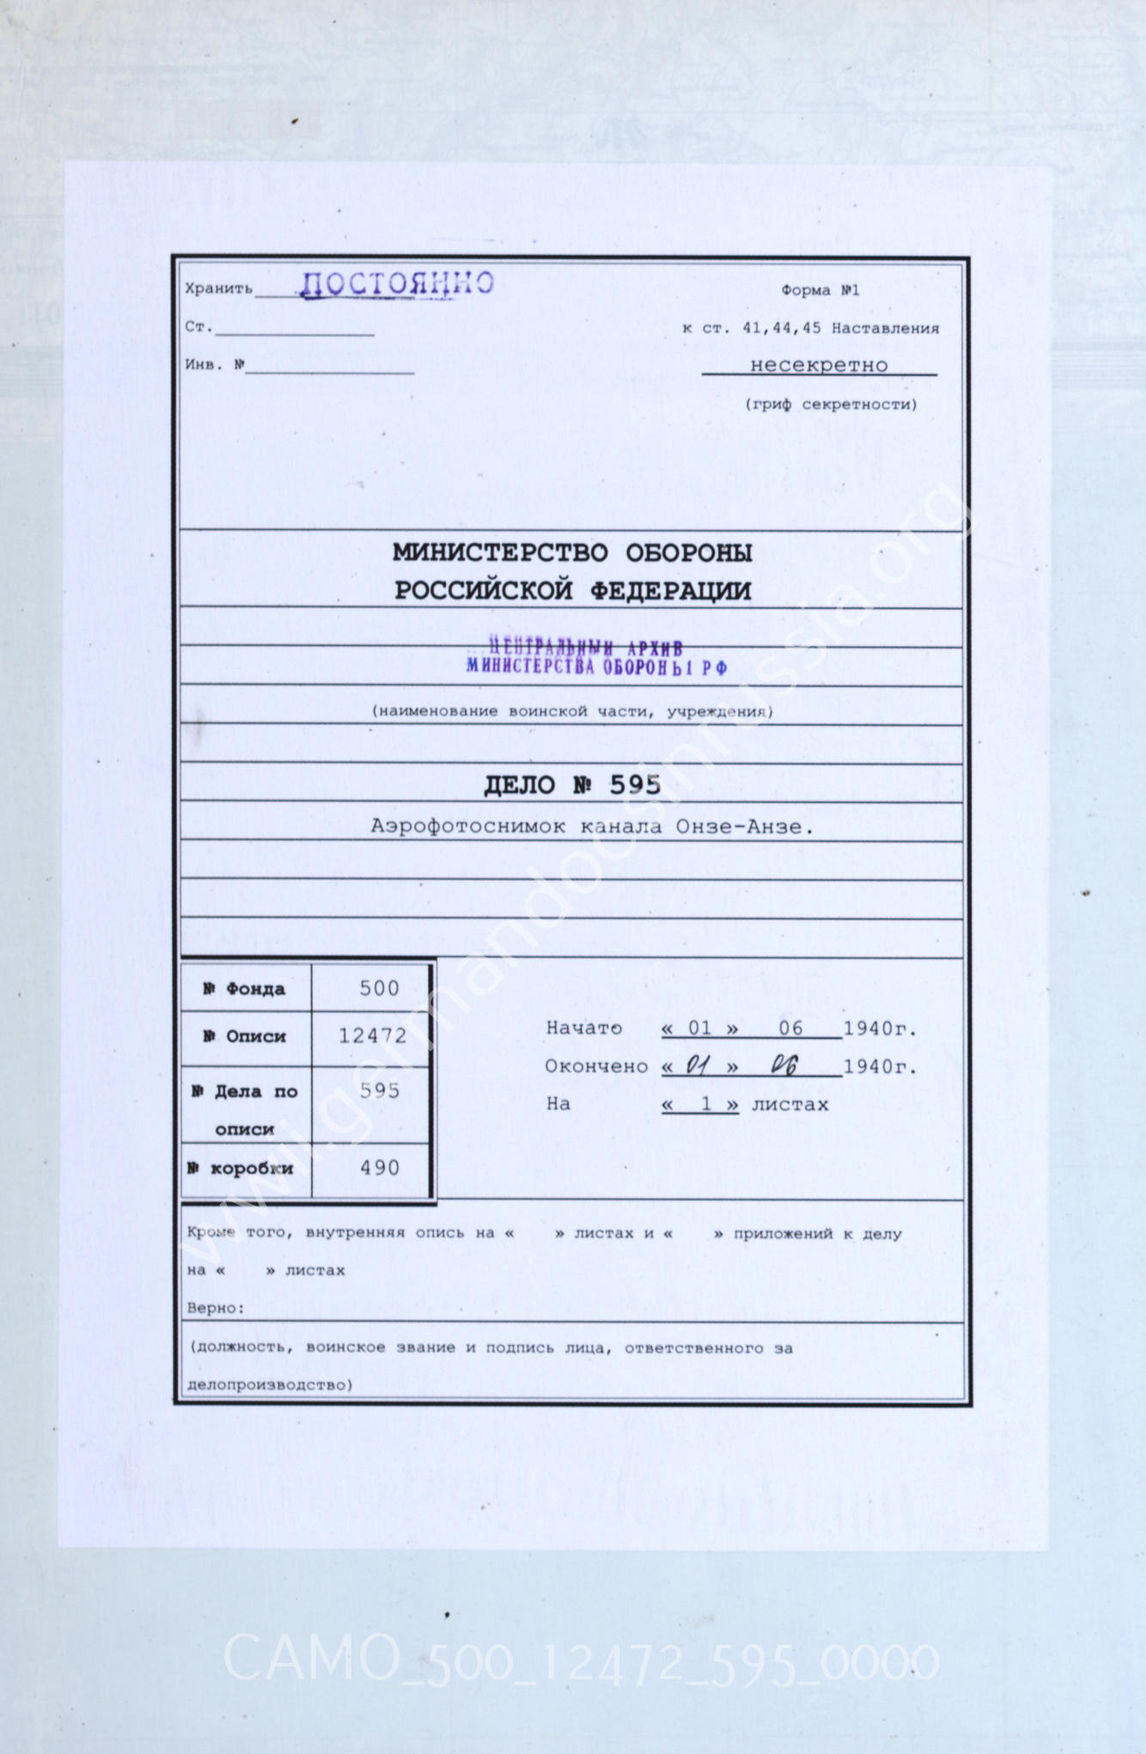 Хранить ПОСТОЯННО
Форма №1
Ст.
к ст. 41,44,45 Наставления
Инв. №
несекретно
(гриф секретности)
МИНИСТЕРСТВО ОБОРОНЫ
РОССИЙСКОЙ ФЕДЕРАЦИИ
ЦЕНТРАЛЬНЫЙ АРХИВ
МИНИСТЕРСТВА ОБОРОНЫ РФ
(наименование воинской части, учреждения)
ДЕЛО № 595
Аэрофотоснимок канала Онзе-Анзе.
№ Фонда 500
№ Описи 12472
№ Дела по описи 595
№ коробки 490
Начато « 01 » 06 1940г.
Окончено « 01 » 06 1940г.
На « 1 » листах
Кроме того, внутренняя опись на « » листах и « » приложений к делу
на « » листах
Верно:
(должность, воинское звание и подпись лица, ответственного за
делопроизводство)
wwii.germandocsinrussia.org
CAMO_500_12472_595_0000